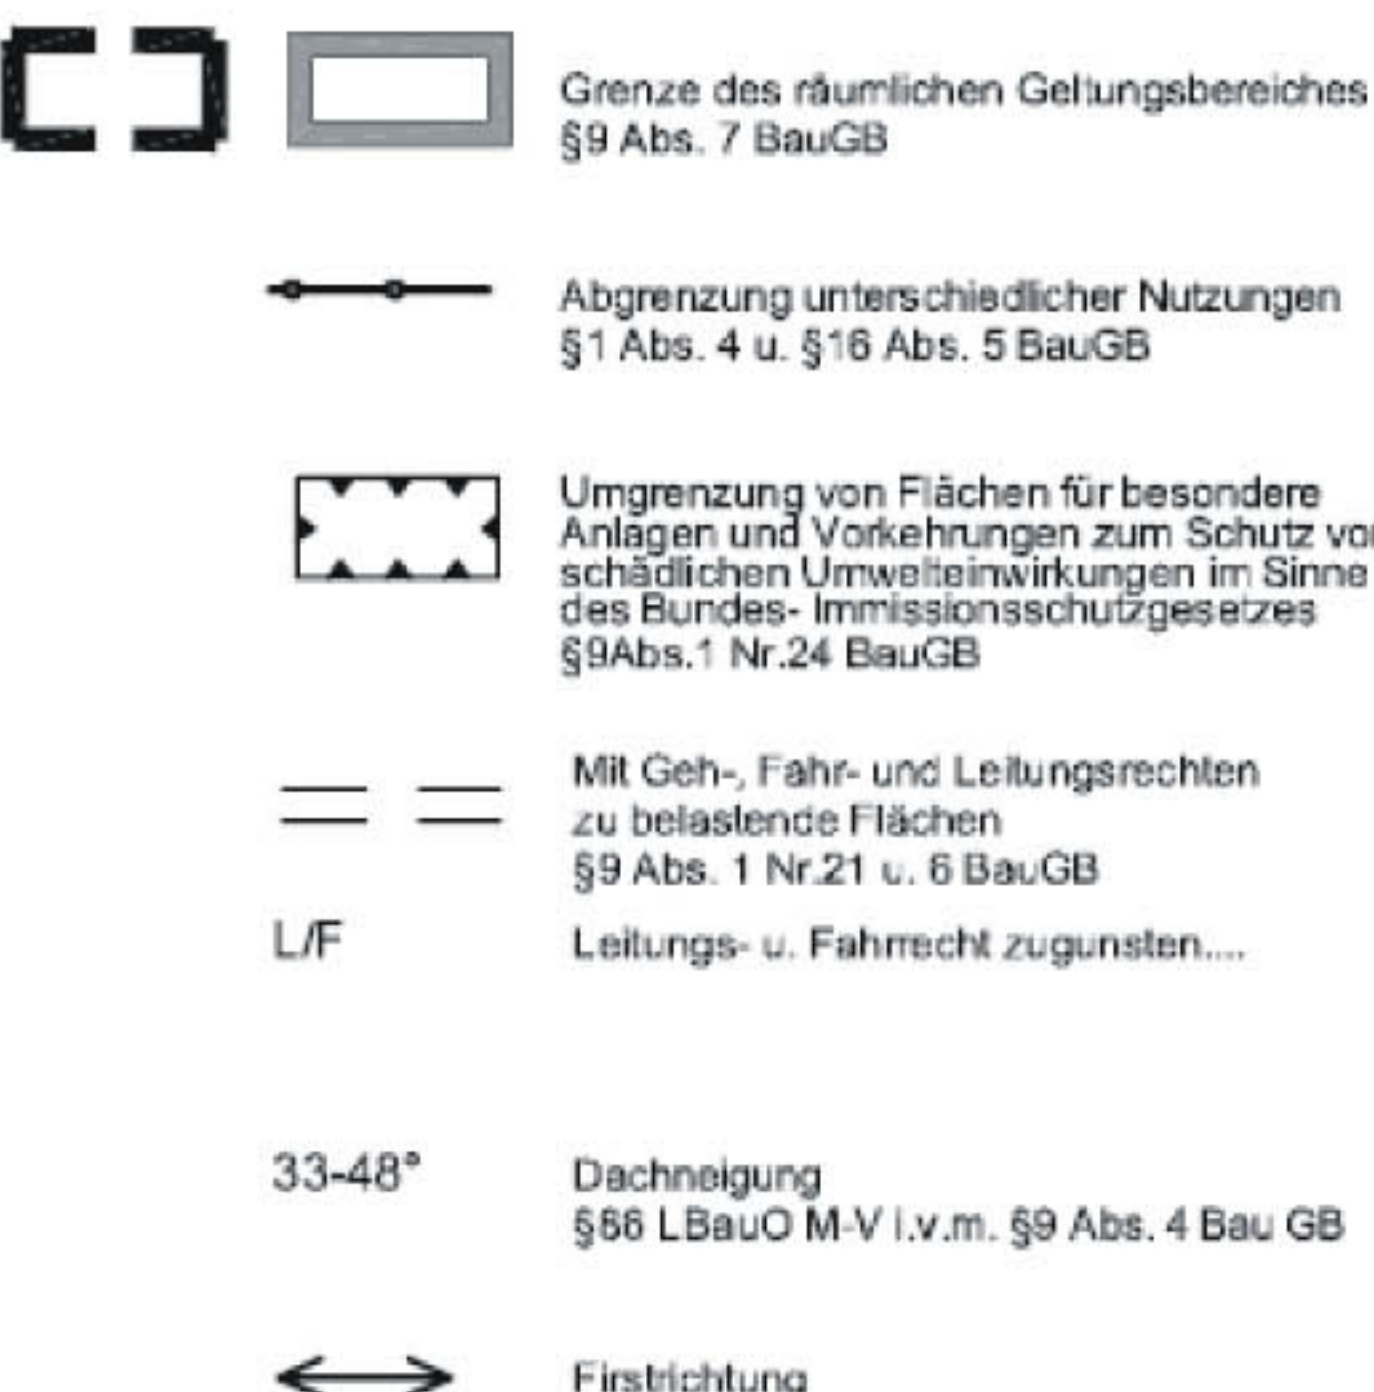 Grenze des räumlichen Geltungsbereiches
§9 Abs. 7 BauGB
Abgrenzung unterschiedlicher Nutzungen
§1 Abs. 4 u. §16 Abs. 5 BauGB
Umgrenzung von Flächen für besondere
Anlagen und Vorkehrungen zum Schutz vor
schädlichen Umwelteinwirkungen im Sinne
des Bundes- Immissionsschutzgesetzes
§9Abs.1 Nr.24 BauGB
Mit Geh-, Fahr- und Leitungsrechten
zu belastende Flächen
§9 Abs. 1 Nr.21 u. 6 BauGB
L/F Leitungs- u. Fahrrecht zugunsten....
33-48° Dachneigung
§86 LBauO M-V i.v.m. §9 Abs. 4 Bau GB
Firstrichtung